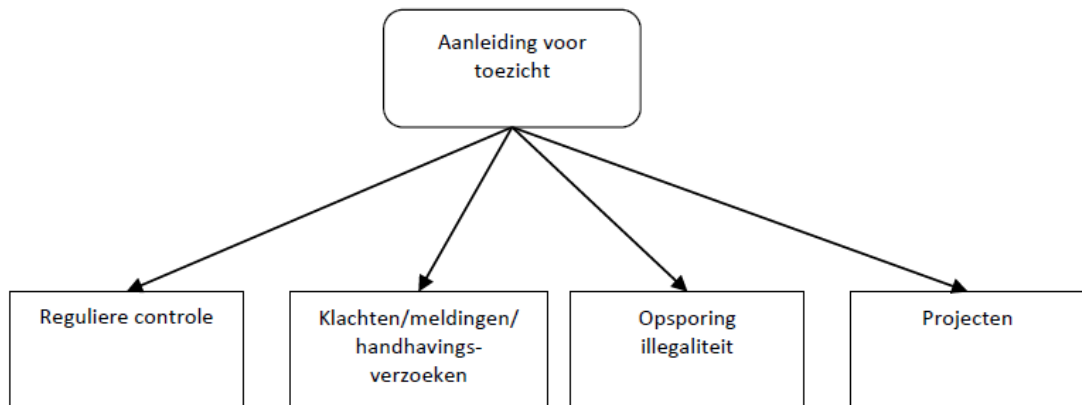 Aanleiding voor
toezicht
Reguliere controle
Klachten/meldingen/
handhavings-
verzoeken
Opsporing
illegaliteit
Projecten